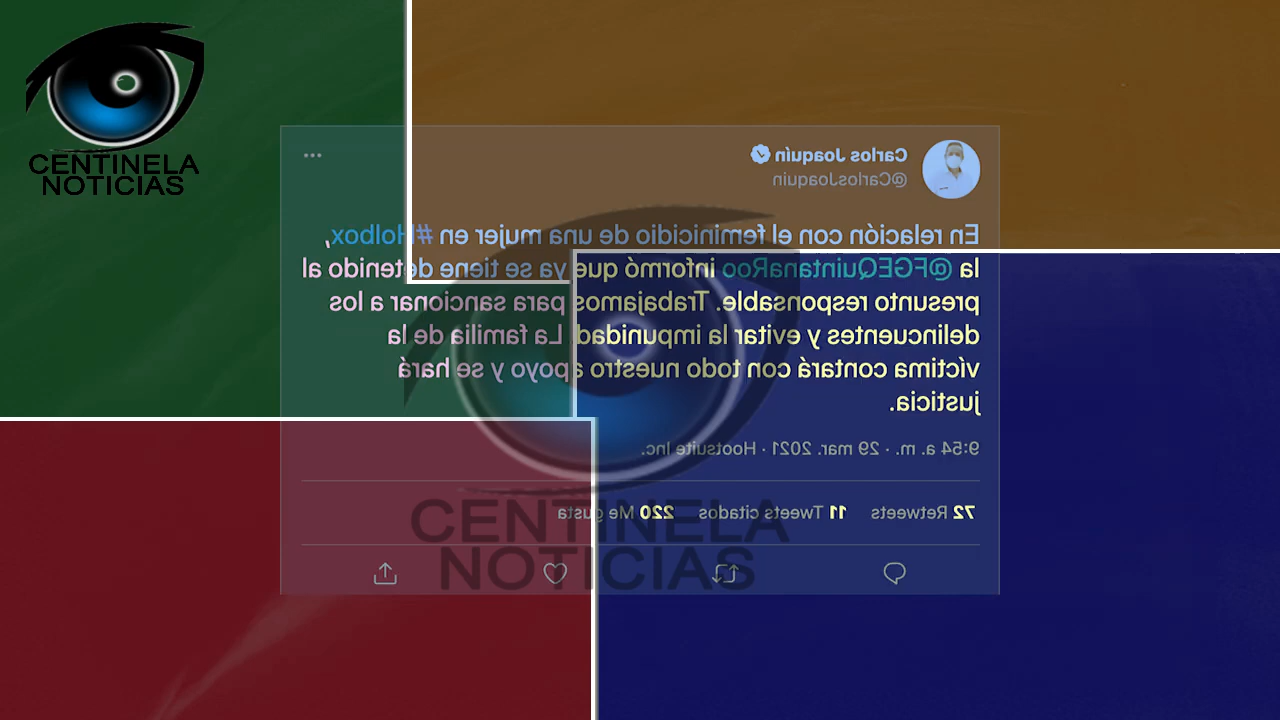 CENTINELA
NOTICIAS
Carlos Joaquín
@CarlosJoaquin
En relación con el feminicidio de una mujer en #Holbox,
la @FGEQuintanaRoo informó que ya se tiene detenido al
presunto responsable. Trabajamos para sancionar a los
delincuentes y evitar la impunidad. La familia de la
víctima contará con todo nuestro apoyo y se hará
justicia.
9:54 a. m. · 29 mar. 2021 · Hootsuite Inc.
72 Retweets 11 Tweets citados 220 Me gusta
CENTINELA
NOTICIAS